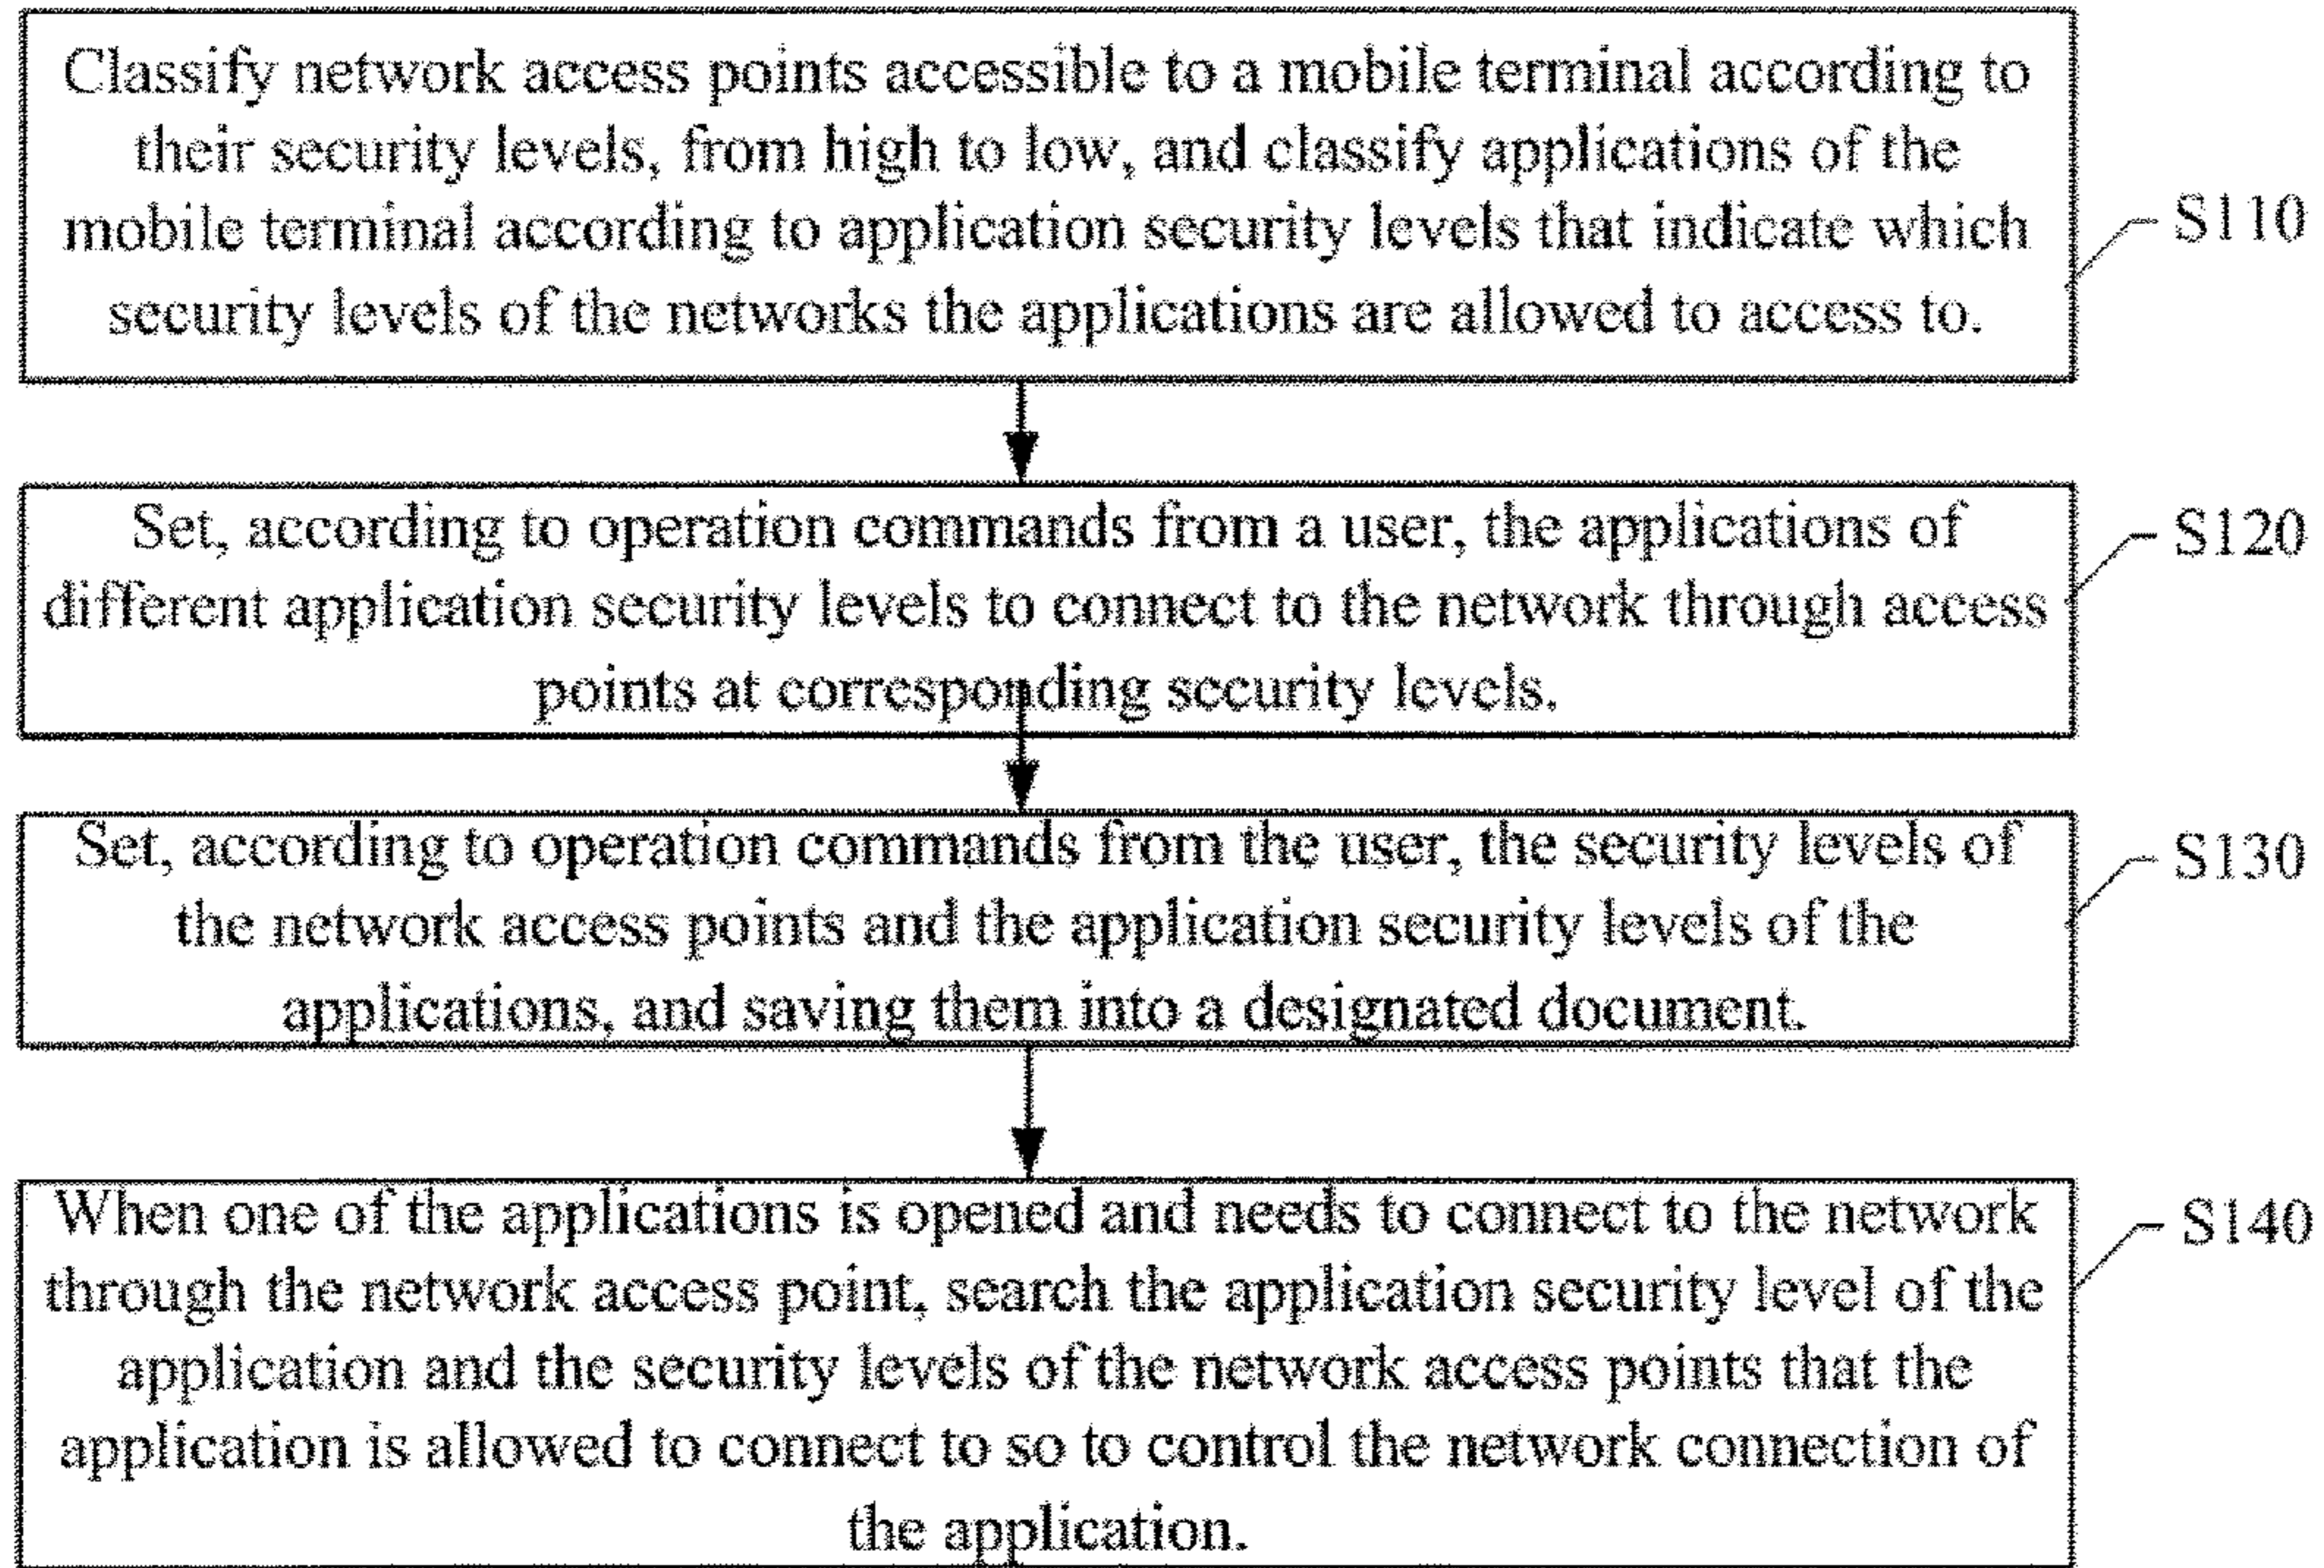 Classify network access points accessible to a mobile terminal according to
their security levels, from high to low, and classify applications of the
mobile terminal according to application security levels that indicate which
security levels of the networks the applications are allowed to access to.
S110
Set, according to operation commands from a user, the applications of
different application security levels to connect to the network through access
points at corresponding security levels.
S120
Set, according to operation commands from the user, the security levels of
the network access points and the application security levels of the
applications, and saving them into a designated document.
S130
When one of the applications is opened and needs to connect to the network
through the network access point, search the application security level of the
application and the security levels of the network access points that the
application is allowed to connect to so to control the network connection of
the application.
S140